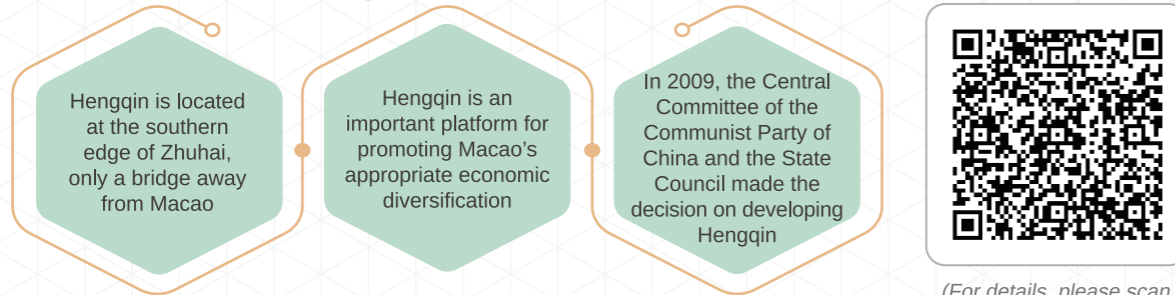 Hengqin is located
at the southern
edge of Zhuhai,
only a bridge away
from Macao
Hengqin is an
important platform for
promoting Macao’s
appropriate economic
diversification
In 2009, the Central
Committee of the
Communist Party of
China and the State
Council made the
decision on developing
Hengqin
(For details, please scan